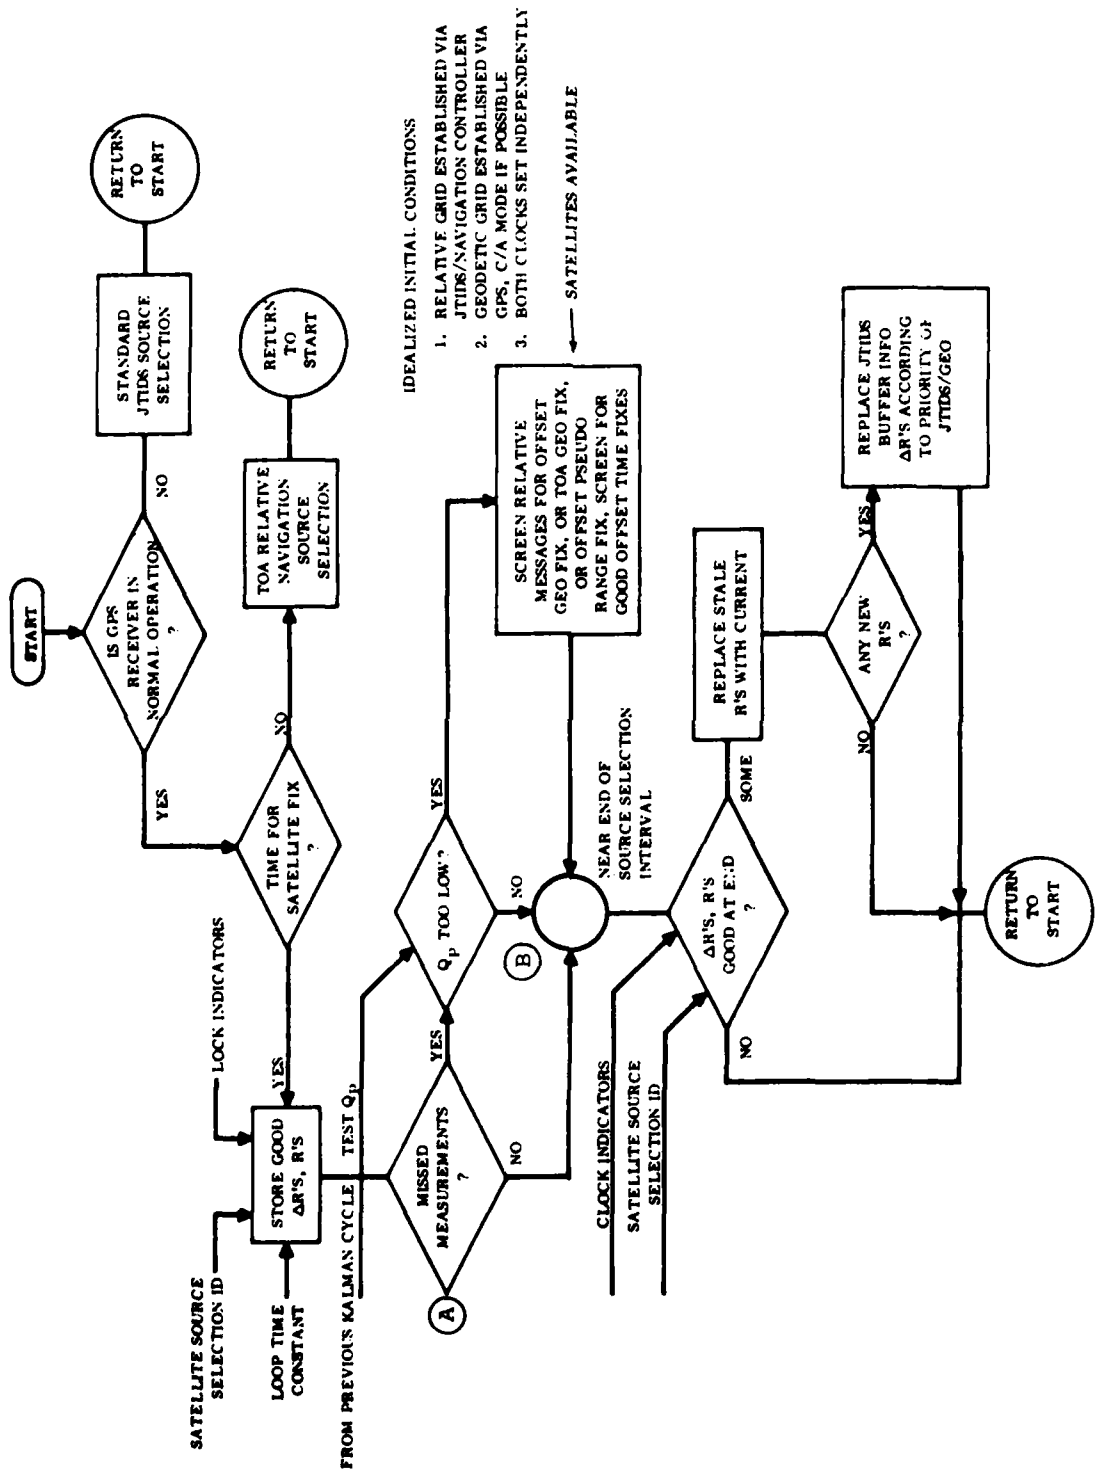 START
IS GPS
RECEIVER IN
NORMAL OPERATION
?
NO
STANDARD
JTIDS SOURCE
SELECTION
RETURN
TO
START
YES
TIME FOR
SATELLITE FIX
?
NO
TOA RELATIVE
NAVIGATION
SOURCE
SELECTION
RETURN
TO
START
YES
LOCK INDICATORS
SATELLITE SOURCE
SELECTION ID
LOOP TIME
CONSTANT
STORE GOOD
ΔR'S, R'S
FROM PREVIOUS KALMAN CYCLE
TEST Qp
A
MISSED
MEASUREMENTS
?
YES
NO
Qp TOO LOW?
YES
NO
B
IDEALIZED INITIAL CONDITIONS
1. RELATIVE GRID ESTABLISHED VIA
JTIDS/NAVIGATION CONTROLLER
2. GEODETIC GRID ESTABLISHED VIA
GPS, C/A MODE IF POSSIBLE
3. BOTH CLOCKS SET INDEPENDENTLY
SATELLITES AVAILABLE
SCREEN RELATIVE
MESSAGES FOR OFFSET
GEO FIX, OR TOA GEO FIX,
OR OFFSET PSEUDO
RANGE FIX, SCREEN FOR
GOOD OFFSET TIME FIXES
NEAR END OF
SOURCE SELECTION
INTERVAL
CLOCK INDICATORS
SATELLITE SOURCE
SELECTION ID
ΔR'S, R'S
GOOD AT END
?
NO
SOME
REPLACE STALE
R'S WITH CURRENT
ANY NEW
R'S
?
NO
YES
REPLACE JTIDS
BUFFER INFO
ΔR'S ACCORDING
TO PRIORITY OF
JTIDS/GEO
RETURN
TO
START